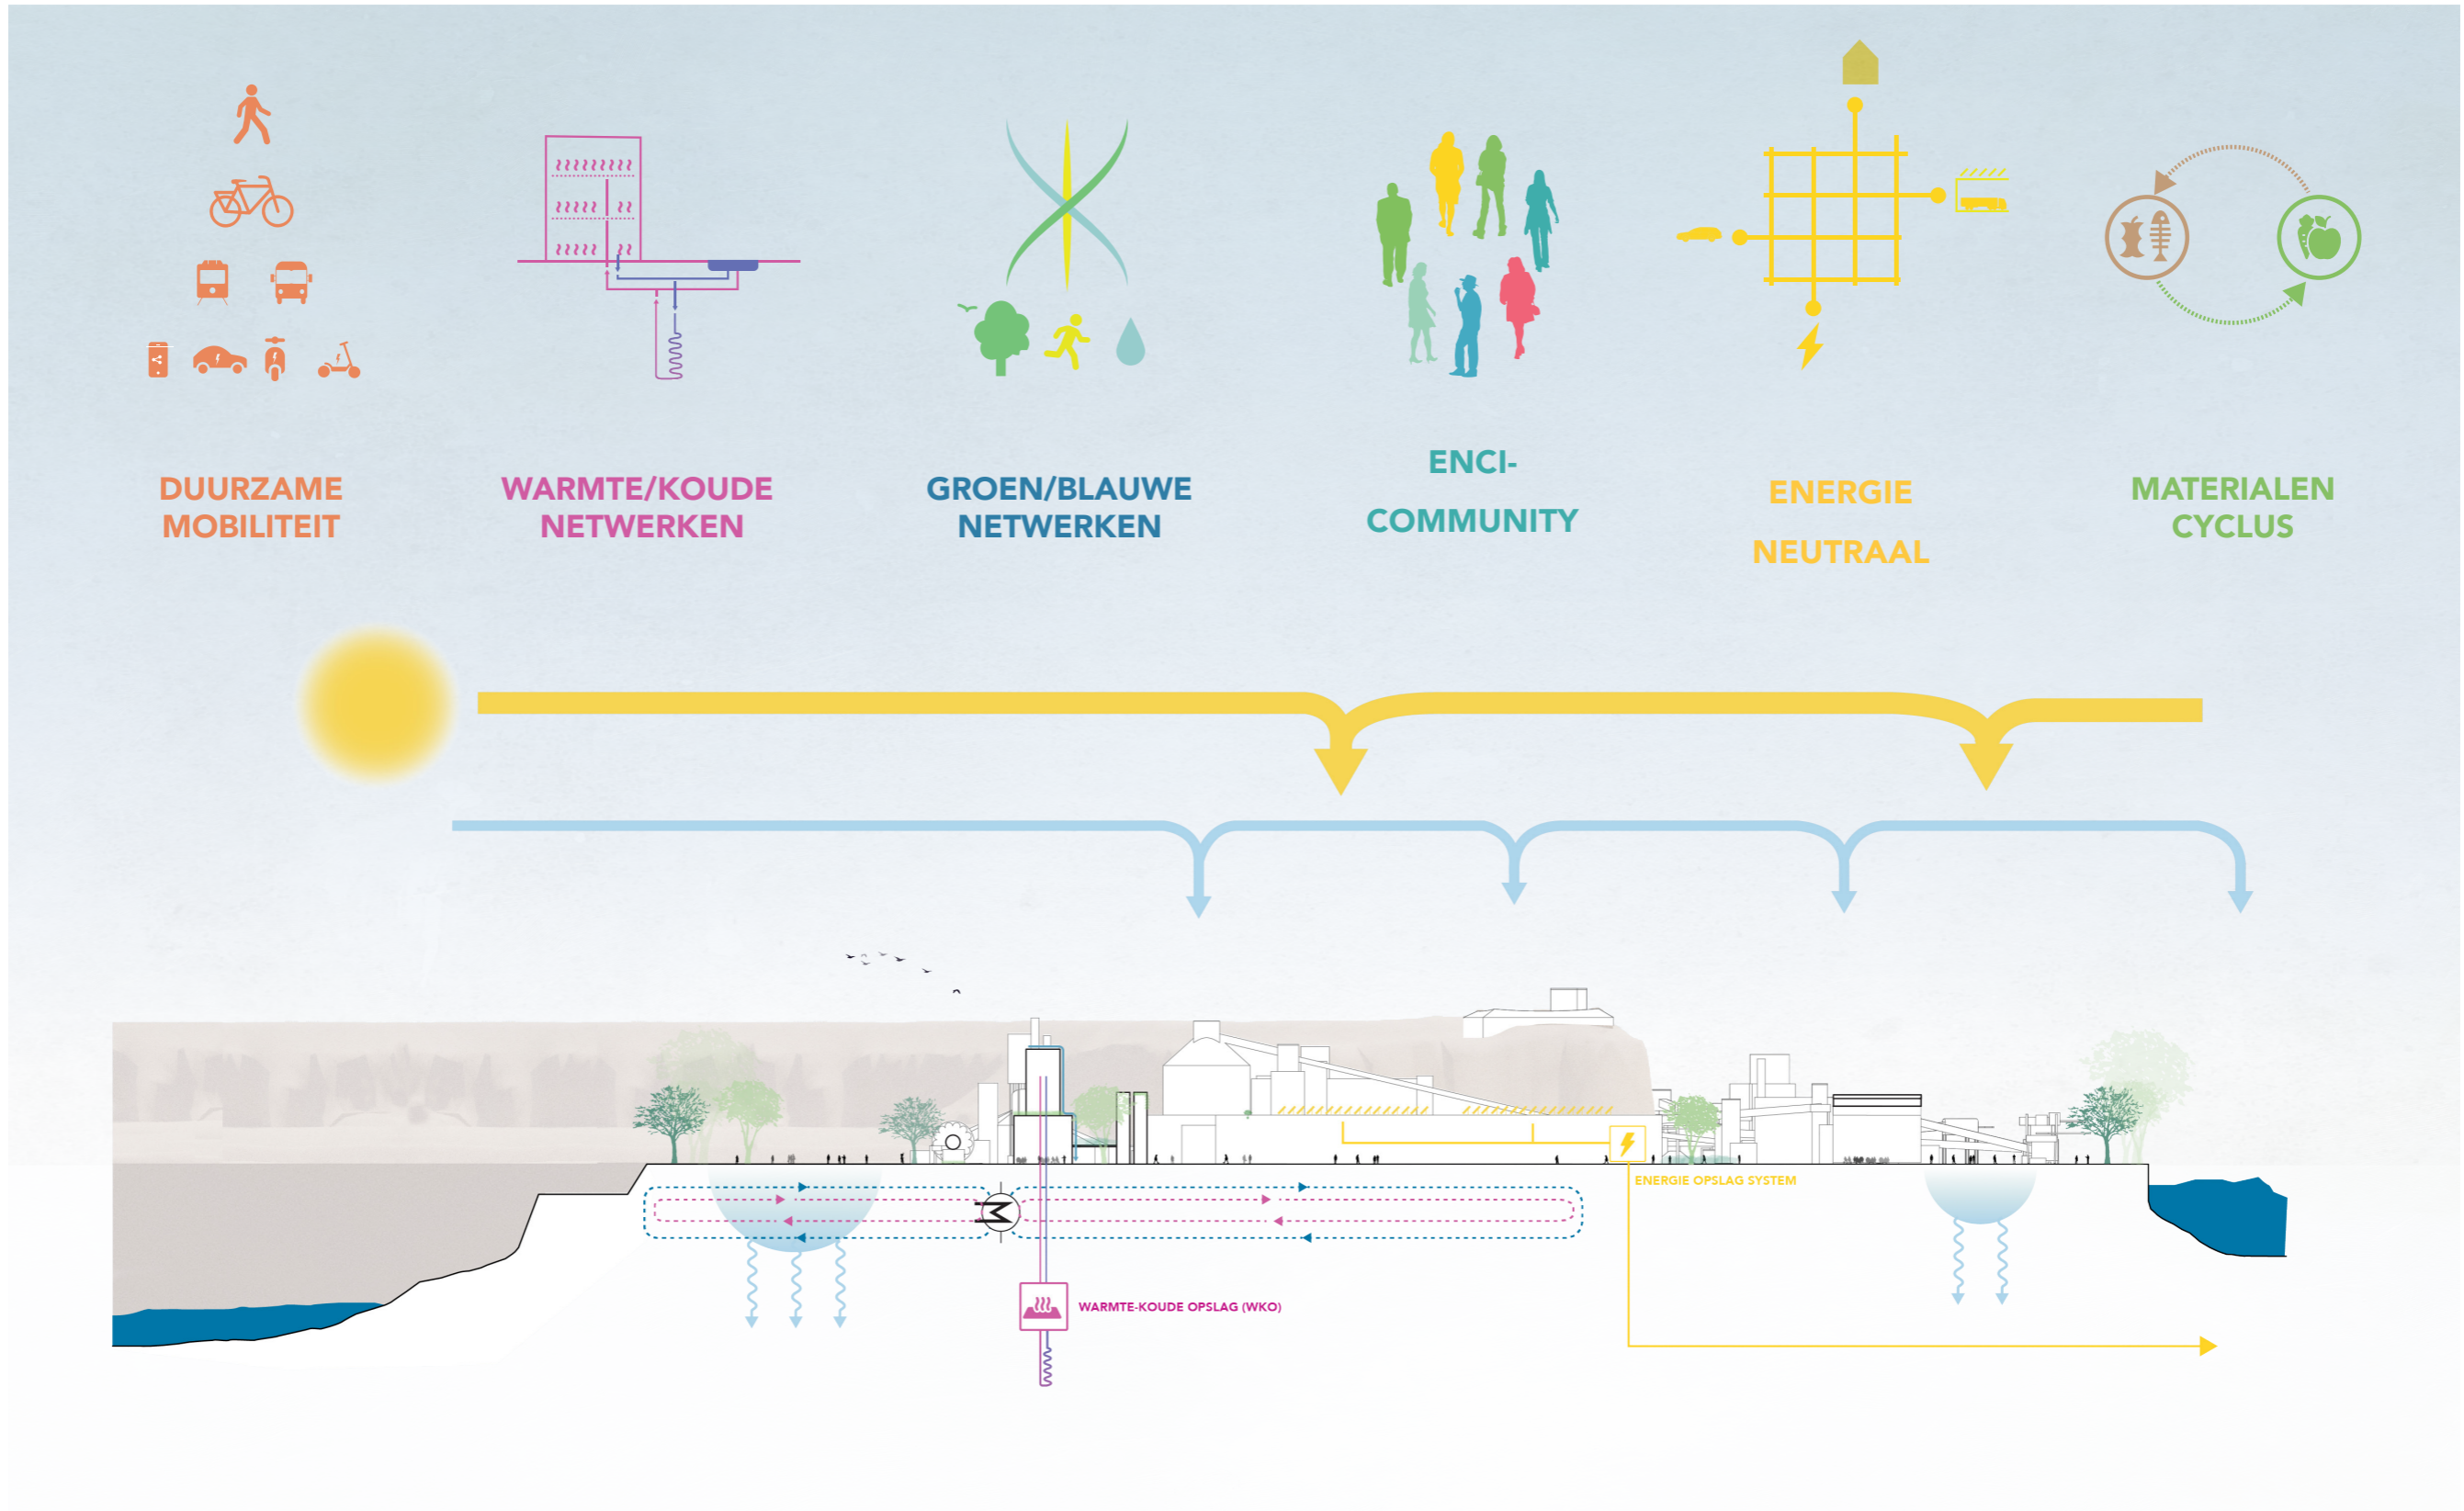 DUURZAME
MOBILITEIT
WARMTE/KOUDE
NETWERKEN
GROEN/BLAUWE
NETWERKEN
ENCI-
COMMUNITY
ENERGIE
NEUTRAAL
MATERIALEN
CYCLUS
ENERGIE OPSLAG SYSTEM
WARMTE-KOUDE OPSLAG (WKO)